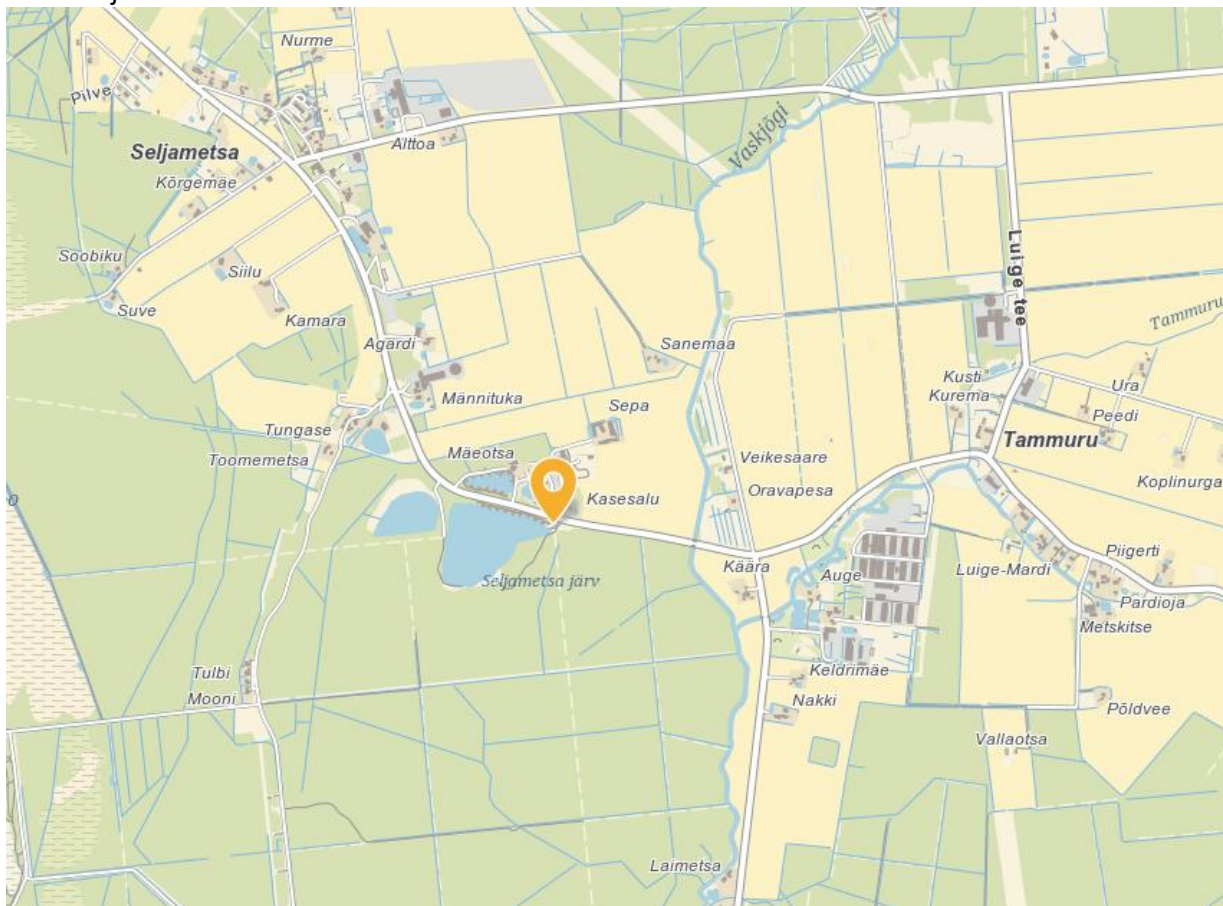 Nurme
Pilve
Alttoa
Vaskjõgi
Seljametsa
Kõrgemäe
Soobiku
Siilu
Suve
Kamara
Luige tee
Tammuru
Agardi
Sanemaa
Kusti
Ura
Männituka
Kurema
Peedi
Sepa
Tungase
Tammuru
Toomemetsa
Mäeotsa
Veikesaare
Koplinurga
Kasesalu
Oravapesa
Piigerti
Käära
Auge
Luige-Mardi
Seljametsa järv
Pardioja
Metskitse
Tulbi
Keldrimäe
Mooni
Nakki
Põldvee
Vallaotsa
Laimetsa